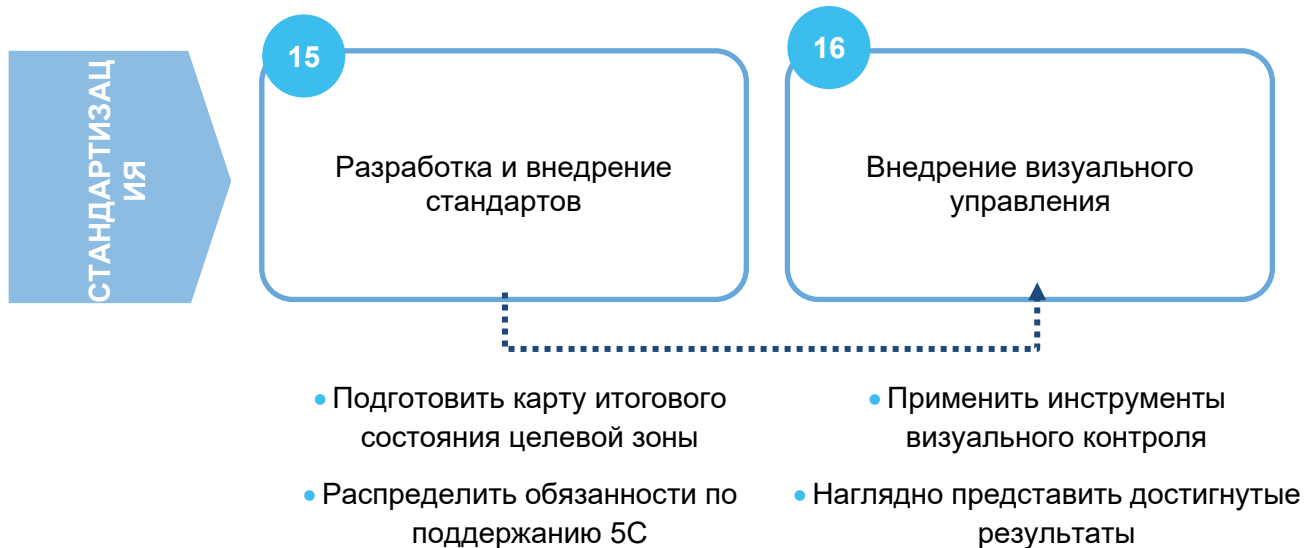 СТАНДАРТИЗАЦ
ИЯ
15
Разработка и внедрение
стандартов
16
Внедрение визуального
управления
• Подготовить карту итогового
состояния целевой зоны
• Распределить обязанности по
поддержанию 5С
• Применить инструменты
визуального контроля
• Наглядно представить достигнутые
результаты